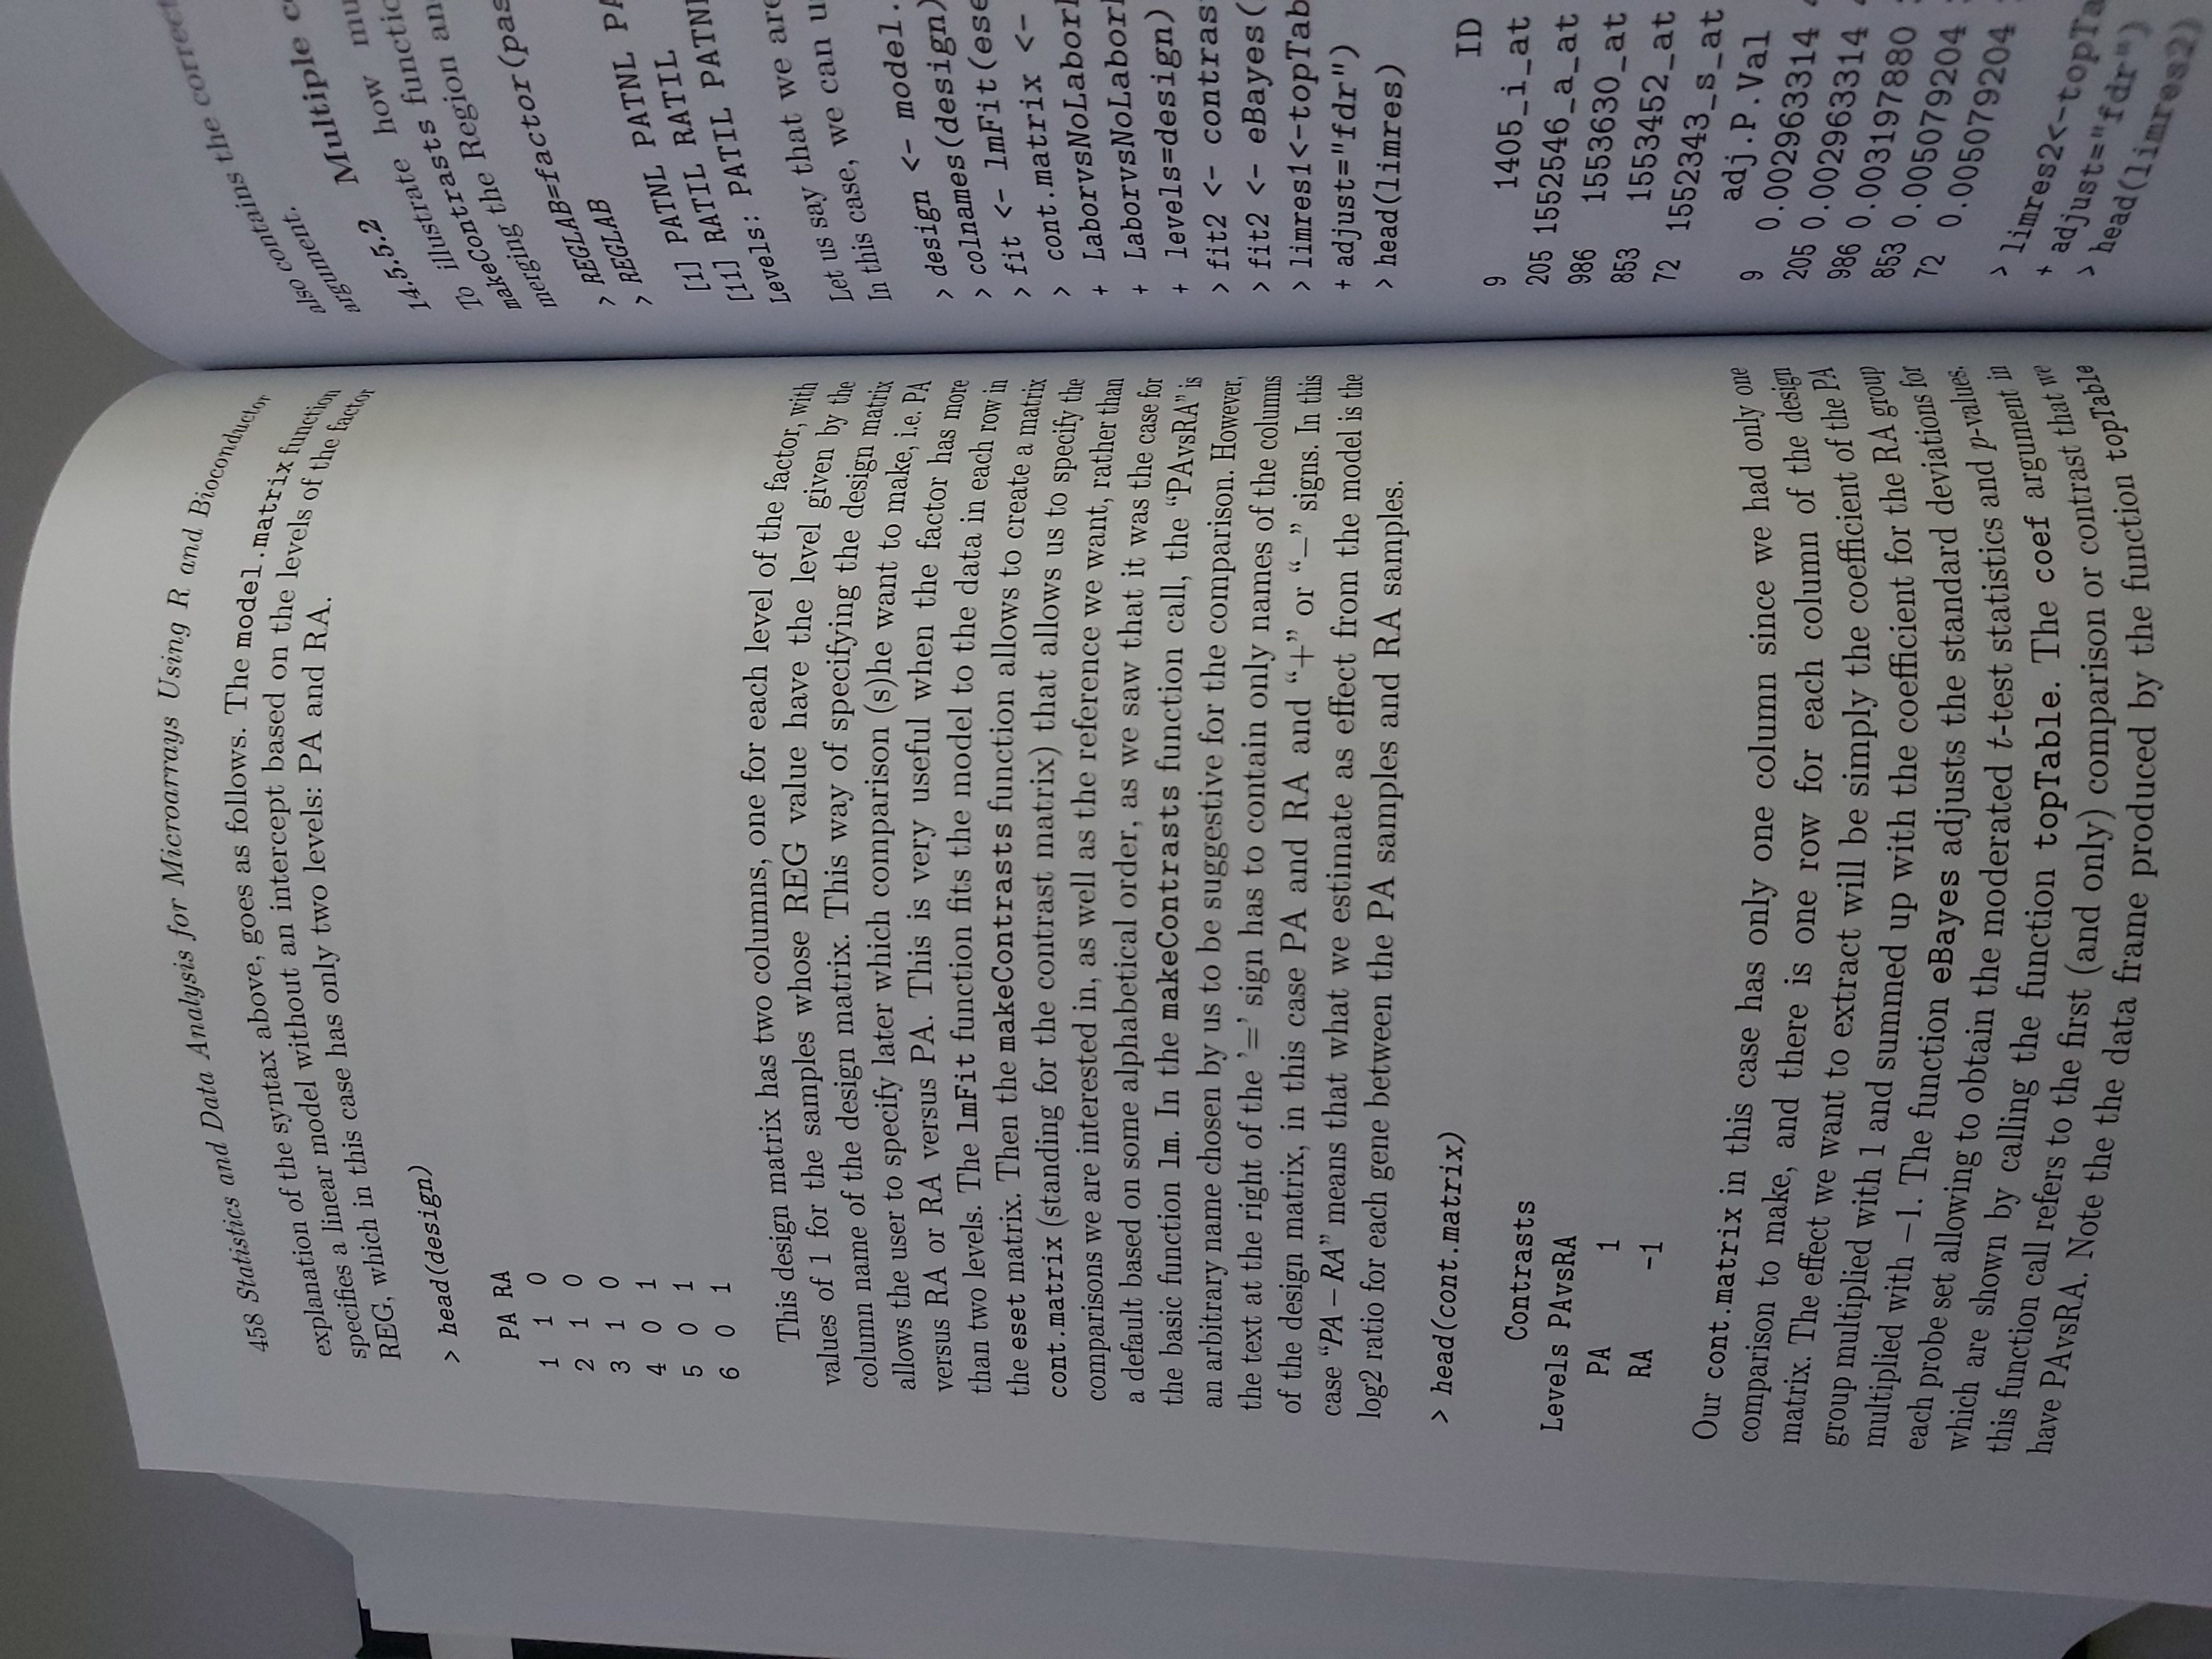 458 Statistics and Data Analysis for Microarrays Using R and Bioconductor
explanation of the syntax above, goes as follows. The model.matrix function
specifies a linear model without an intercept based on the levels of the factor
REG, which in this case has only two levels: PA and RA.
> head(design)
PA RA
1 1 0
2 1 0
3 1 0
4 0 1
5 0 1
6 0 1
This design matrix has two columns, one for each level of the factor, with
values of 1 for the samples whose REG value have the level given by the
column name of the design matrix. This way of specifying the design matrix
allows the user to specify later which comparison (s)he want to make, i.e. PA
versus RA or RA versus PA. This is very useful when the factor has more
than two levels. The lmFit function fits the model to the data in each row in
the eset matrix. Then the makeContrasts function allows to create a matrix
cont.matrix (standing for the contrast matrix) that allows us to specify the
comparisons we are interested in, as well as the reference we want, rather than
a default based on some alphabetical order, as we saw that it was the case for
the basic function lm. In the makeContrasts function call, the “PAvsRA” is
an arbitrary name chosen by us to be suggestive for the comparison. However,
the text at the right of the ’=’ sign has to contain only names of the columns
of the design matrix, in this case PA and RA and “+” or “−” signs. In this
case “PA − RA” means that what we estimate as effect from the model is the
log2 ratio for each gene between the PA samples and RA samples.
> head(cont.matrix)
Contrasts
Levels PAvsRA
PA 1
RA -1
Our cont.matrix in this case has only one column since we had only one
comparison to make, and there is one row for each column of the design
matrix. The effect we want to extract will be simply the coefficient of the PA
group multiplied with 1 and summed up with the coefficient for the RA group
multiplied with −1. The function eBayes adjusts the standard deviations for
each probe set allowing to obtain the moderated t-test statistics and p-values,
which are shown by calling the function topTable. The coef argument in
this function call refers to the first (and only) comparison or contrast that we
have PAvsRA. Note the the data frame produced by the function topTable
also contains the correct
argument.
14.5.5.2 Multiple
To illustrate how
makeContrasts
merging the Region
> REGLAB=factor(
> REGLAB
[1] PATNL PATNL
[11] RATIL RATIL
Levels: PATIL
Let us say that we are
In this case, we can
> design <- model.
> colnames(design)
> fit <- lmFit(
> cont.matrix <-
+ LaborvsNoLabor
+ LaborvsNoLabor
+ levels=design)
> fit2 <-
> fit2 <- eBayes(
> limres1<-
+ adjust="fdr")
> head(limres)
ID
9 1405_i_at
205 1552546_a_at
986 1553630_at
853 1553452_at
72 1552343_s_at
adj.P.Val
9 0.002963314
205 0.002963314
986 0.003197880
853 0.005079204
72 0.005079204
> limres2<-
+ adjust="fdr")
> head(limres2)